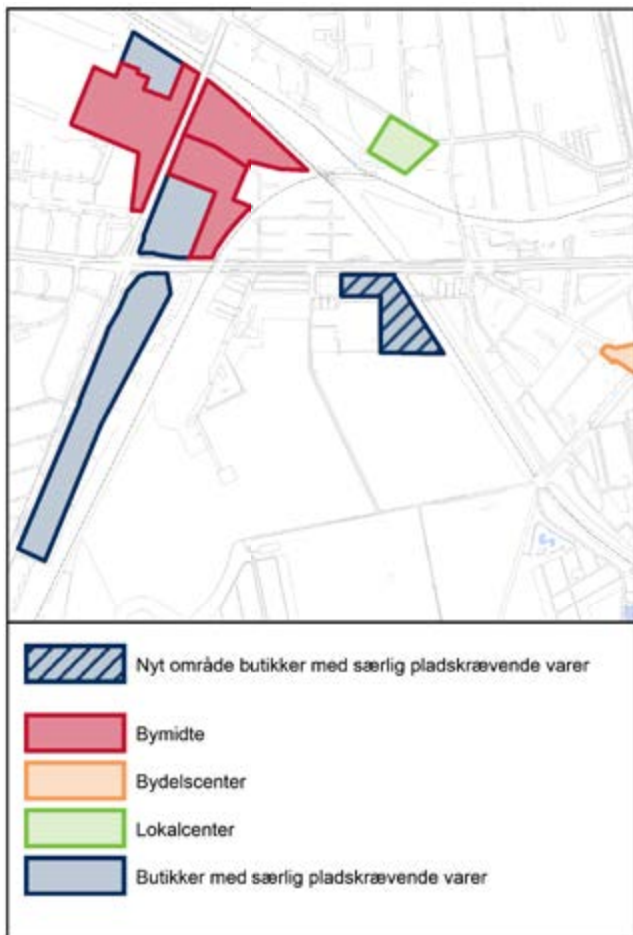 Nyt område butikker med særlig pladskrævende varer
Bymidte
Bydelscenter
Lokalcenter
Butikker med særlig pladskrævende varer